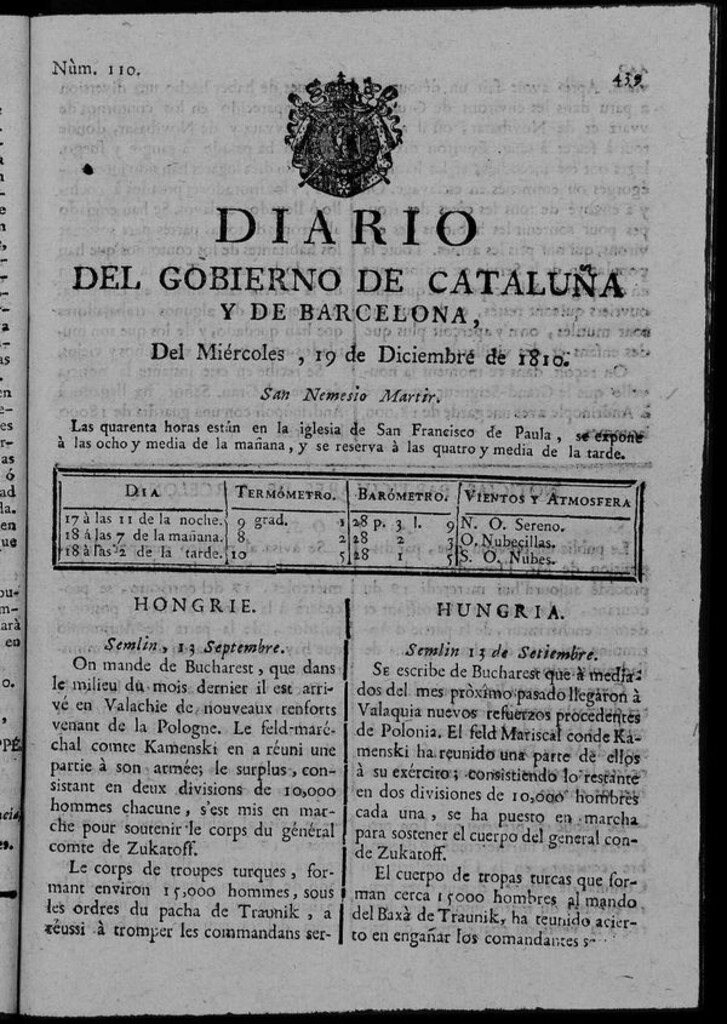 Nùm. 110.
439
DIARIO
DEL GOBIERNO DE CATALUÑA
Y DE BARCELONA,
Del Miércoles , 19 de Diciembre de 1810.
San Nemesio Martir.
Las quarenta horas están en la iglesia de San Francisco de Paula , se expone
à las ocho y media de la mañana , y se reserva à las quatro y media de la tarde.
DIA TERMÓMETRO. BARÓMETRO. VIENTOS Y ATMOSFERA
17 à las 11 de la noche. 9 grad. 1 28 p. 3 l. 9 N. O. Sereno.
18 á las 7 de la mañana. 8 2 28 2 3 O. Nubecillas.
18 á las 2 de la tarde. 10 5 28 1 5 S. O. Nubes.
HONGRIE.
Semlin, 13 Septembre.
On mande de Bucharest , que dans
le milieu du mois dernier il est arri-
vé en Valachie de nouveaux renforts
venant de la Pologne. Le feld-maré-
chal comte Kamenski en a réuni une
partie à son armée; le surplus , con-
sistant en deux divisions de 10,000
hommes chacune , s'est mis en mar-
che pour soutenir le corps du général
comte de Zukatoff.
Le corps de troupes turques , for-
mant environ 15,000 hommes, sous
les ordres du pacha de Traunik , a
réussi à tromper les commandans ser-
HUNGRIA.
Semlin 13 de Setiembre.
SE escribe de Bucharest que à media-
dos del mes próximo pasado llegaron à
Valaquia nuevos refuerzos procedentes
de Polonia. El feld Mariscal conde Ka-
menski ha reunido una parte de ellos
à su exército ; consistiendo lo restante
en dos divisiones de 10,000 hombres
cada una , se ha puesto en marcha
para sostener el cuerpo del general con-
de Zukatoff.
El cuerpo de tropas turcas que for-
man cerca 15000 hombres al mando
del Baxà de Traunik, ha reunido acier-
to en engañar los comandantes s